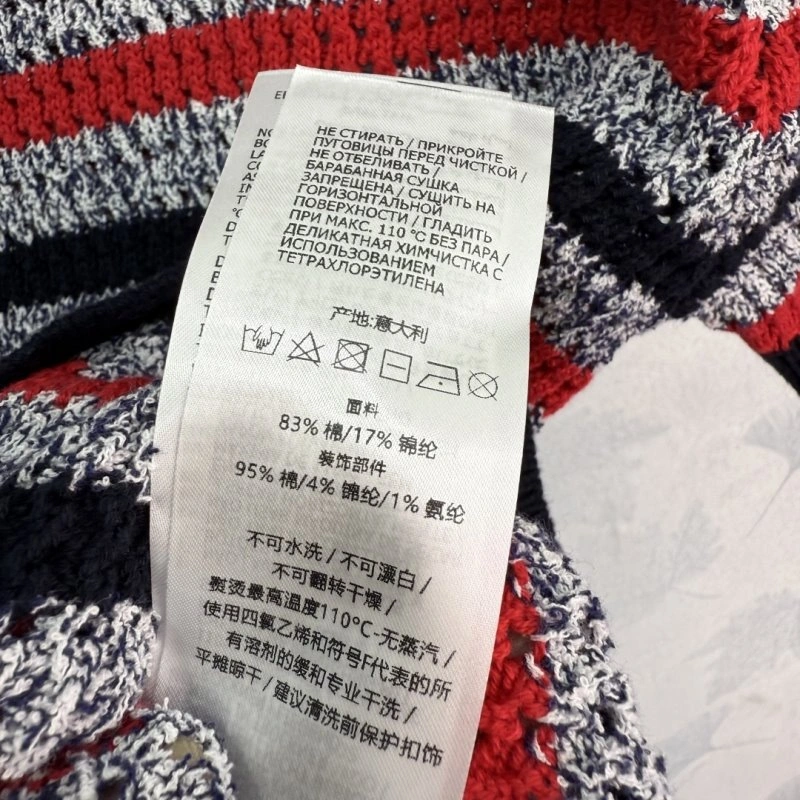 НЕ СТИРАТЬ / ПРИКРОЙТЕ
ПУГОВИЦЫ ПЕРЕД ЧИСТКОЙ /
НЕ ОТБЕЛИВАТЬ /
БАРАБАННАЯ СУШКА
ЗАПРЕЩЕНА / СУШИТЬ НА
ГОРИЗОНТАЛЬНОЙ
ПОВЕРХНОСТИ / ГЛАДИТЬ
ПРИ МАКС. 110 °C БЕЗ ПАРА /
ДЕЛИКАТНАЯ ХИМЧИСТКА С
ИСПОЛЬЗОВАНИЕМ
ТЕТРАХЛОРЭТИЛЕНА
产地:意大利
面料
83% 棉/17% 锦纶
装饰部件
95% 棉/4% 锦纶/1% 氨纶
不可水洗 / 不可漂白 /
不可翻转干燥 /
熨烫最高温度110°C-无蒸汽 /
使用四氯乙烯和符号F代表的所
有溶剂的缓和专业干洗 /
平摊晾干 / 建议清洗前保护扣饰